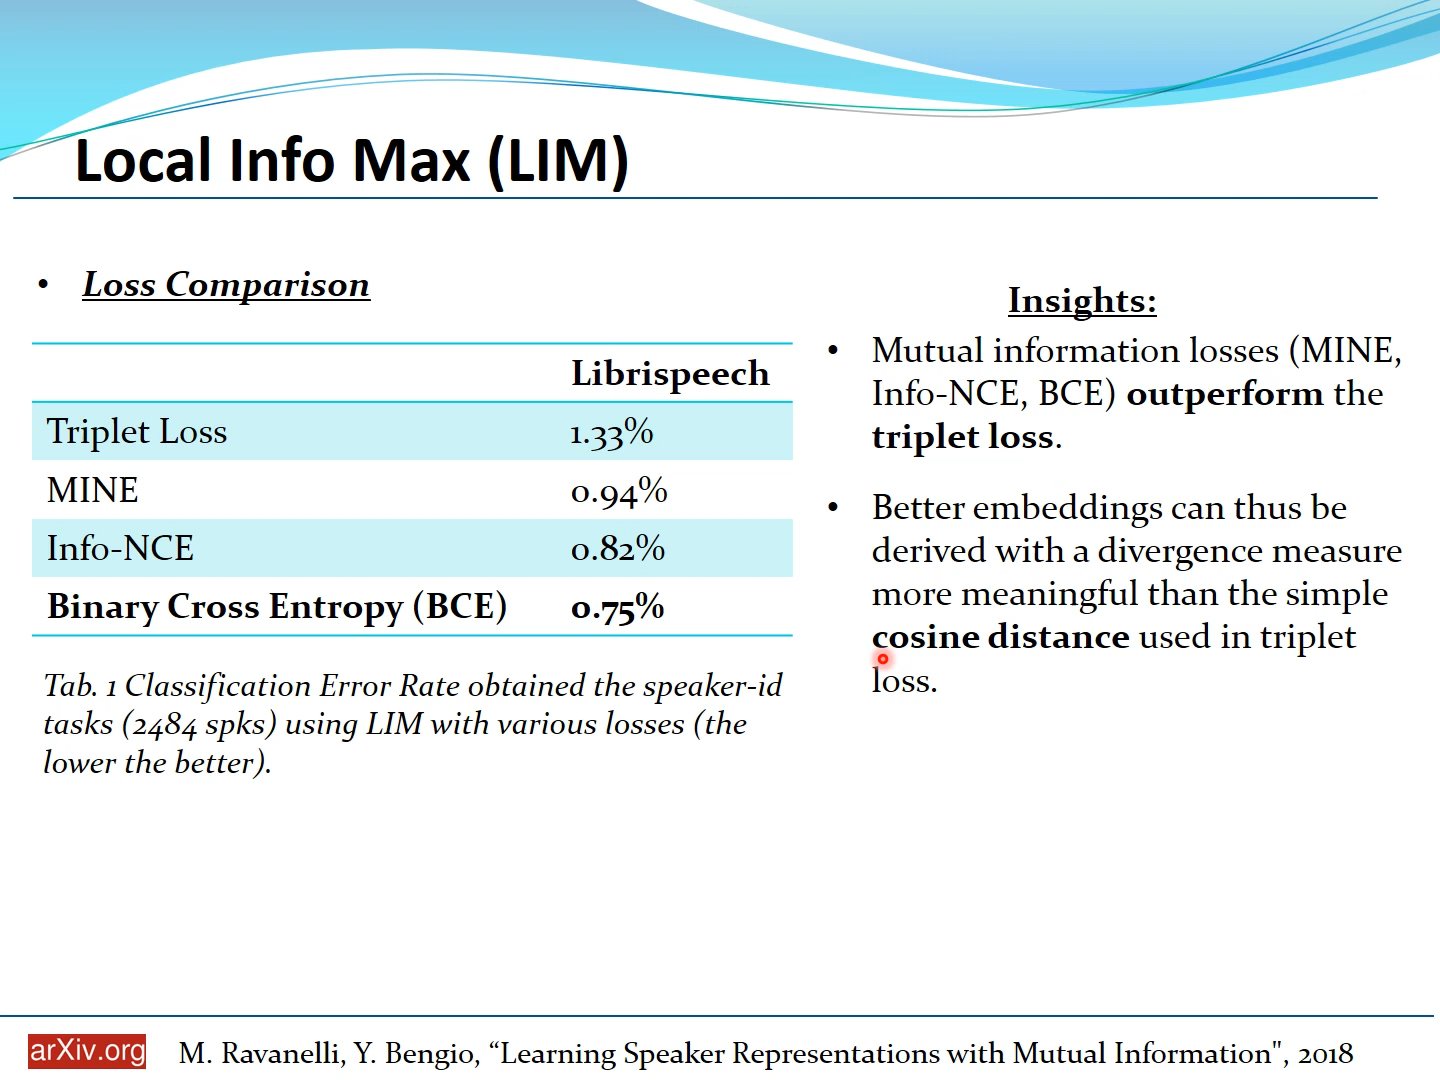 Local Info Max (LIM)
• Loss Comparison
Librispeech
Triplet Loss 1.33%
MINE 0.94%
Info-NCE 0.82%
Binary Cross Entropy (BCE) 0.75%
Tab. 1 Classification Error Rate obtained the speaker-id
tasks (2484 spks) using LIM with various losses (the
lower the better).
Insights:
• Mutual information losses (MINE,
Info-NCE, BCE) outperform the
triplet loss.
• Better embeddings can thus be
derived with a divergence measure
more meaningful than the simple
cosine distance used in triplet
loss.
arXiv.org
M. Ravanelli, Y. Bengio, “Learning Speaker Representations with Mutual Information", 2018